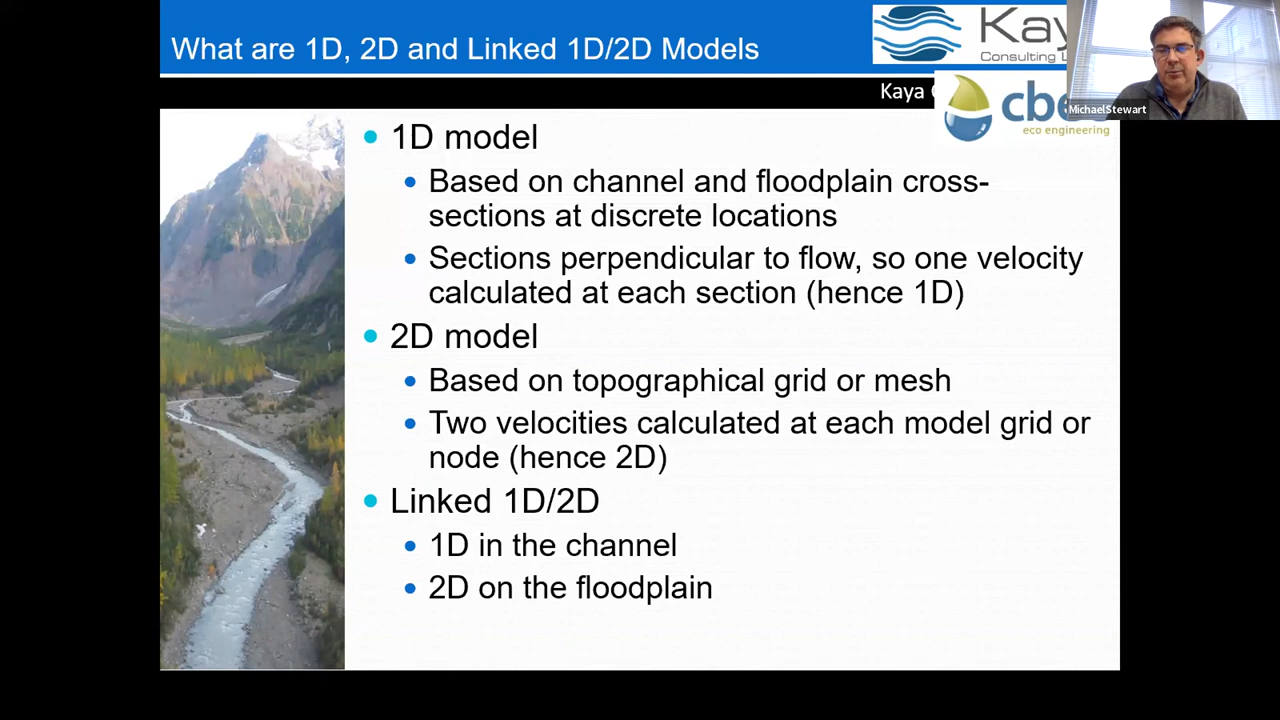 What are 1D, 2D and Linked 1D/2D Models
Kay
Consulting L
Kaya
cbec
eco engineering
MichaelStewart
1D model
Based on channel and floodplain cross-
sections at discrete locations
Sections perpendicular to flow, so one velocity
calculated at each section (hence 1D)
2D model
Based on topographical grid or mesh
Two velocities calculated at each model grid or
node (hence 2D)
Linked 1D/2D
1D in the channel
2D on the floodplain